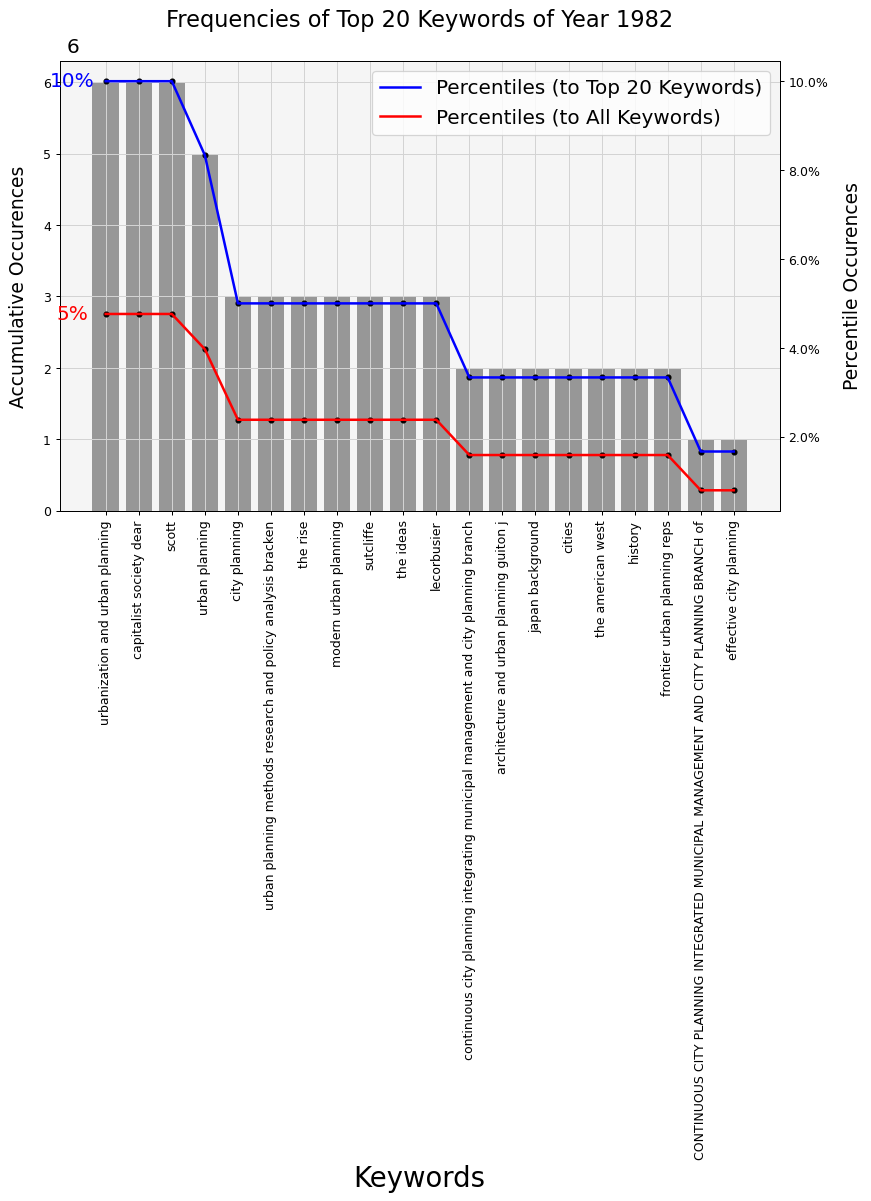 Frequencies of Top 20 Keywords of Year 1982
6
10%
5%
Percentiles (to Top 20 Keywords)
Percentiles (to All Keywords)
Accumulative Occurences
6
5
4
3
2
1
0
10.0%
8.0%
6.0%
4.0%
2.0%
Percentile Occurences
urbanization and urban planning
capitalist society dear
scott
urban planning
city planning
urban planning methods research and policy analysis bracken
the rise
modern urban planning
sutcliffe
the ideas
lecorbusier
continuous city planning integrating municipal management and city planning branch
architecture and urban planning guiton j
japan background
cities
the american west
history
frontier urban planning reps
CONTINUOUS CITY PLANNING INTEGRATED MUNICIPAL MANAGEMENT AND CITY PLANNING BRANCH of
effective city planning
Keywords